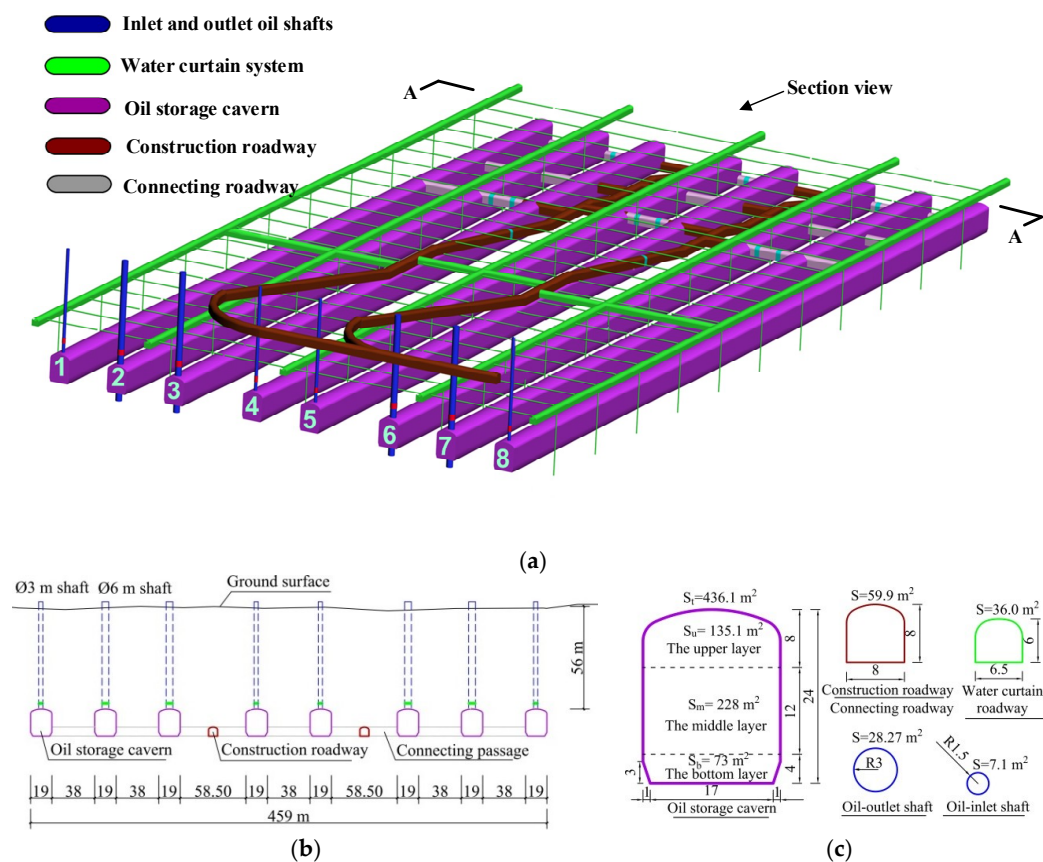 Inlet and outlet oil shafts
Water curtain system
Oil storage cavern
Construction roadway
Connecting roadway
A
Section view
A
1
2
3
4
5
6
7
8
(a)
Ø3 m shaft
Ø6 m shaft
Ground surface
56 m
Oil storage cavern
Construction roadway
Connecting passage
19
38
19
38
19
58.50
19
38
19
58.50
19
38
19
38
19
459 m
(b)
Sₜ=436.1 m²
Sᵤ= 135.1 m²
The upper layer
Sₘ= 228 m²
The middle layer
S_b= 73 m²
The bottom layer
8
12
4
24
3
1
17
1
Oil storage cavern
S=59.9 m²
8
8
Construction roadway
Connecting roadway
S=36.0 m²
6
6.5
Water curtain
roadway
S=28.27 m²
R3
Oil-outlet shaft
R1.5
S=7.1 m²
Oil-inlet shaft
(c)